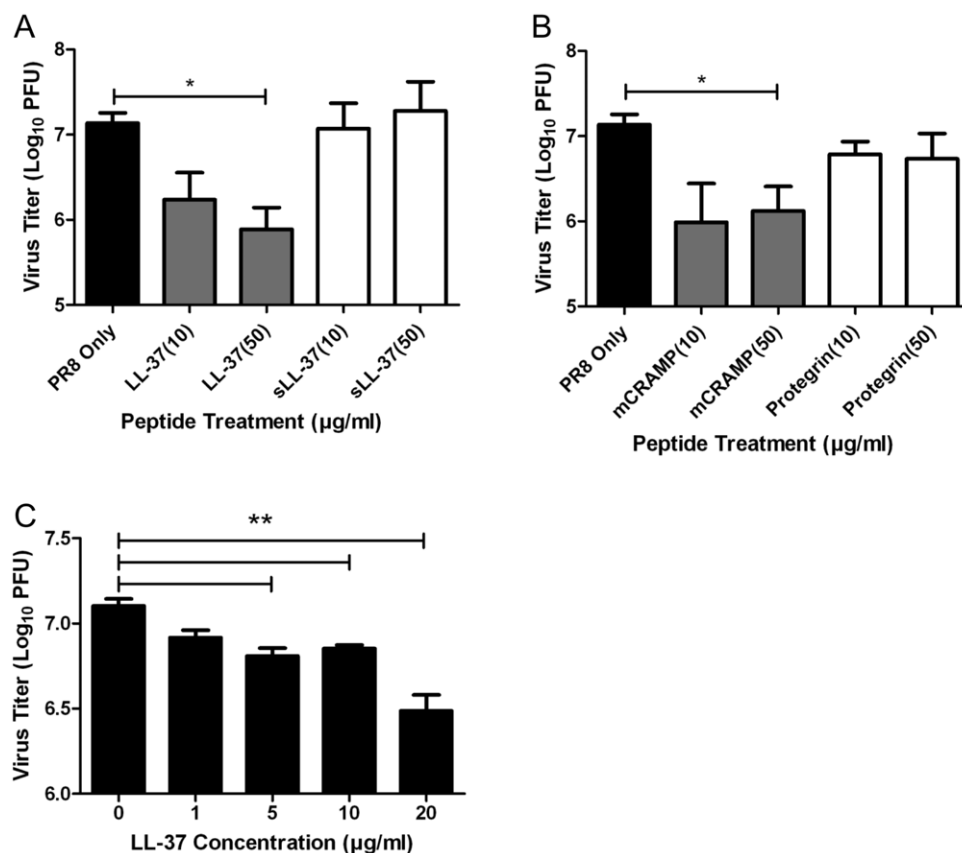 A
Virus Titer (Log₁₀ PFU)
8
7
6
5
*
PR8 Only
LL-37(10)
LL-37(50)
sLL-37(10)
sLL-37(50)
Peptide Treatment (µg/ml)
B
Virus Titer (Log₁₀ PFU)
8
7
6
5
*
PR8 Only
mCRAMP(10)
mCRAMP(50)
Protegrin(10)
Protegrin(50)
Peptide Treatment (µg/ml)
C
Virus Titer (Log₁₀ PFU)
7.5
7.0
6.5
6.0
**
0 1 5 10 20
LL-37 Concentration (µg/ml)